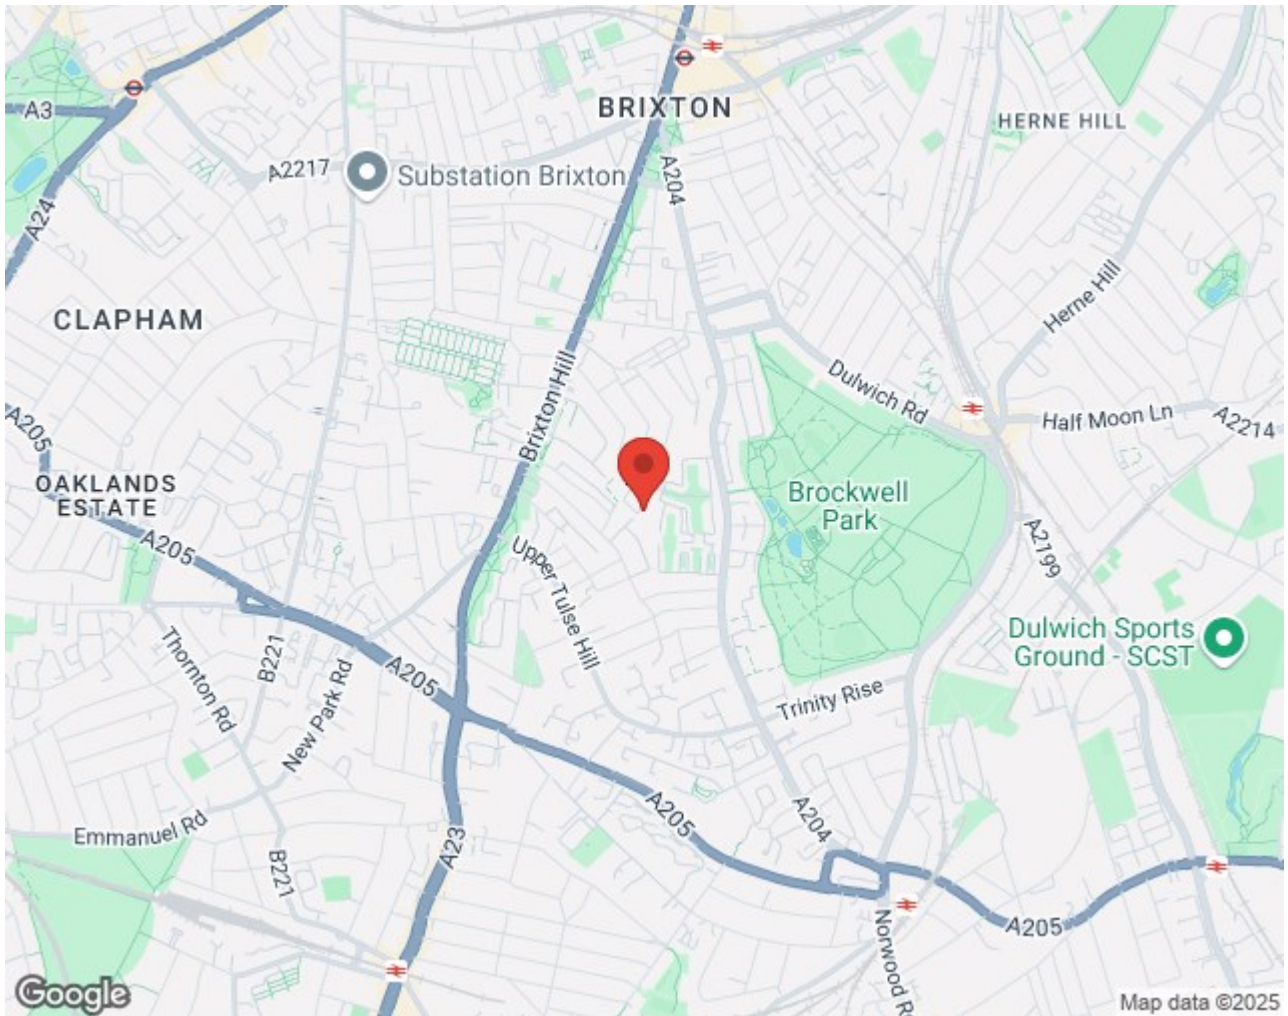 BRIXTON
HERNE HILL
A3
A2217
Substation Brixton
A204
A24
CLAPHAM
Herne Hill
Brixton Hill
Dulwich Rd
Half Moon Ln
A2214
A205
OAKLANDS
ESTATE
Brockwell
Park
A205
A2199
Upper Tulse Hill
Dulwich Sports
Ground - SCST
Thornton Rd
B221
New Park Rd
A205
Trinity Rise
Emmanuel Rd
A23
A205
A204
B221
A205
Norwood R
Google
Map data ©2025